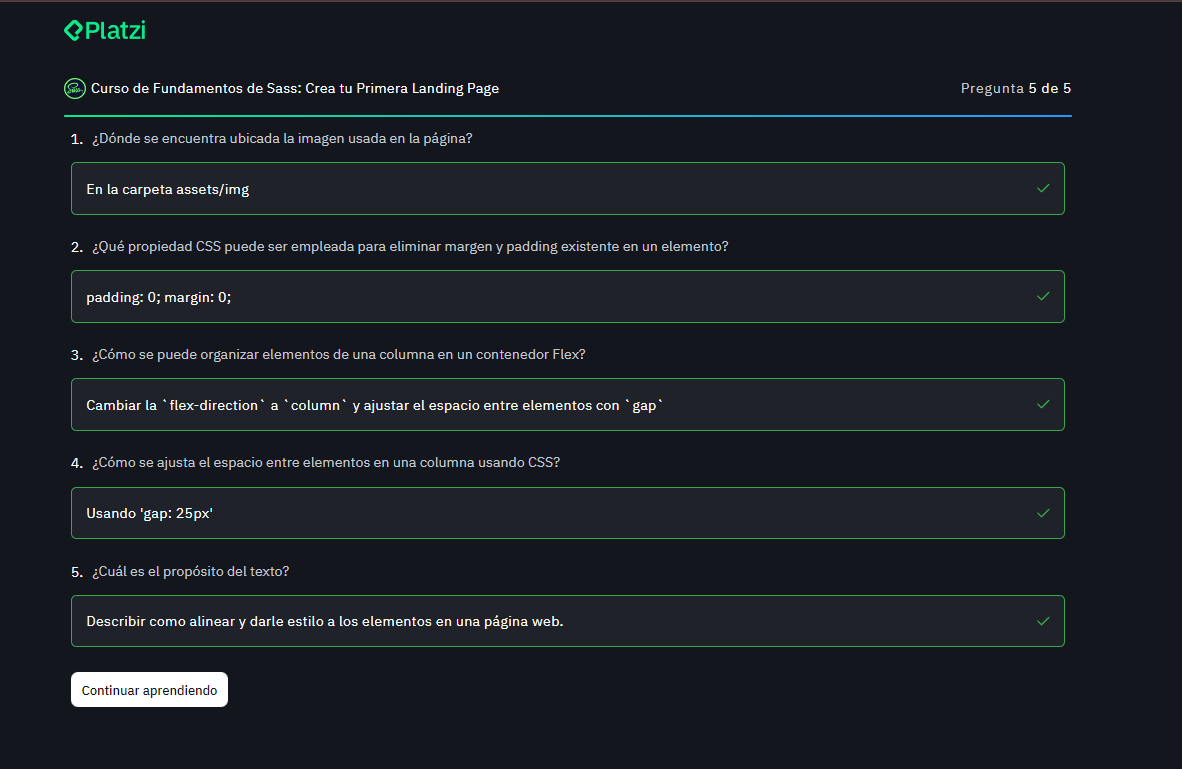 Platzi
Curso de Fundamentos de Sass: Crea tu Primera Landing Page
Pregunta 5 de 5
1. ¿Dónde se encuentra ubicada la imagen usada en la página?
En la carpeta assets/img
2. ¿Qué propiedad CSS puede ser empleada para eliminar margen y padding existente en un elemento?
padding: 0; margin: 0;
3. ¿Cómo se puede organizar elementos de una columna en un contenedor Flex?
Cambiar la `flex-direction` a `column` y ajustar el espacio entre elementos con `gap`
4. ¿Cómo se ajusta el espacio entre elementos en una columna usando CSS?
Usando 'gap: 25px'
5. ¿Cuál es el propósito del texto?
Describir como alinear y darle estilo a los elementos en una página web.
Continuar aprendiendo